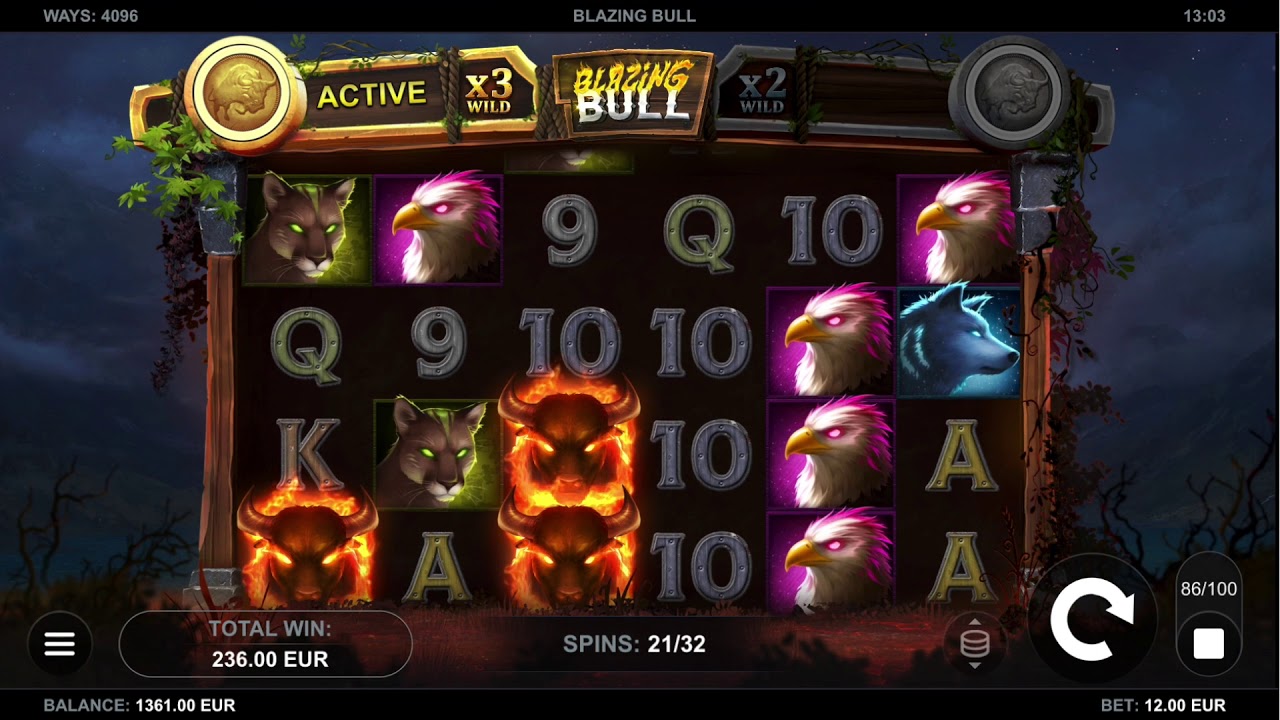 WAYS: 4096 BLAZING BULL 13:03
ACTIVE x3 WILD BLAZING BULL x2 WILD
9 Q 10
Q 9 10 10
K 10 A
A 10 A
86/100
TOTAL WIN:
236.00 EUR
SPINS: 21/32
BALANCE: 1361.00 EUR BET: 12.00 EUR